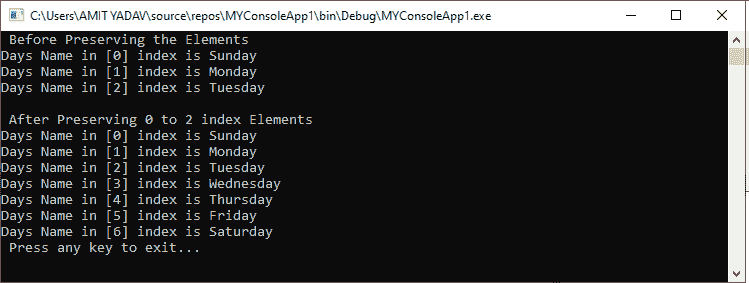 C:\Users\AMIT YADAV\source\repos\MYConsoleApp1\bin\Debug\MYConsoleApp1.exe
Before Preserving the Elements
Days Name in [0] index is Sunday
Days Name in [1] index is Monday
Days Name in [2] index is Tuesday
After Preserving 0 to 2 index Elements
Days Name in [0] index is Sunday
Days Name in [1] index is Monday
Days Name in [2] index is Tuesday
Days Name in [3] index is Wednesday
Days Name in [4] index is Thursday
Days Name in [5] index is Friday
Days Name in [6] index is Saturday
Press any key to exit...